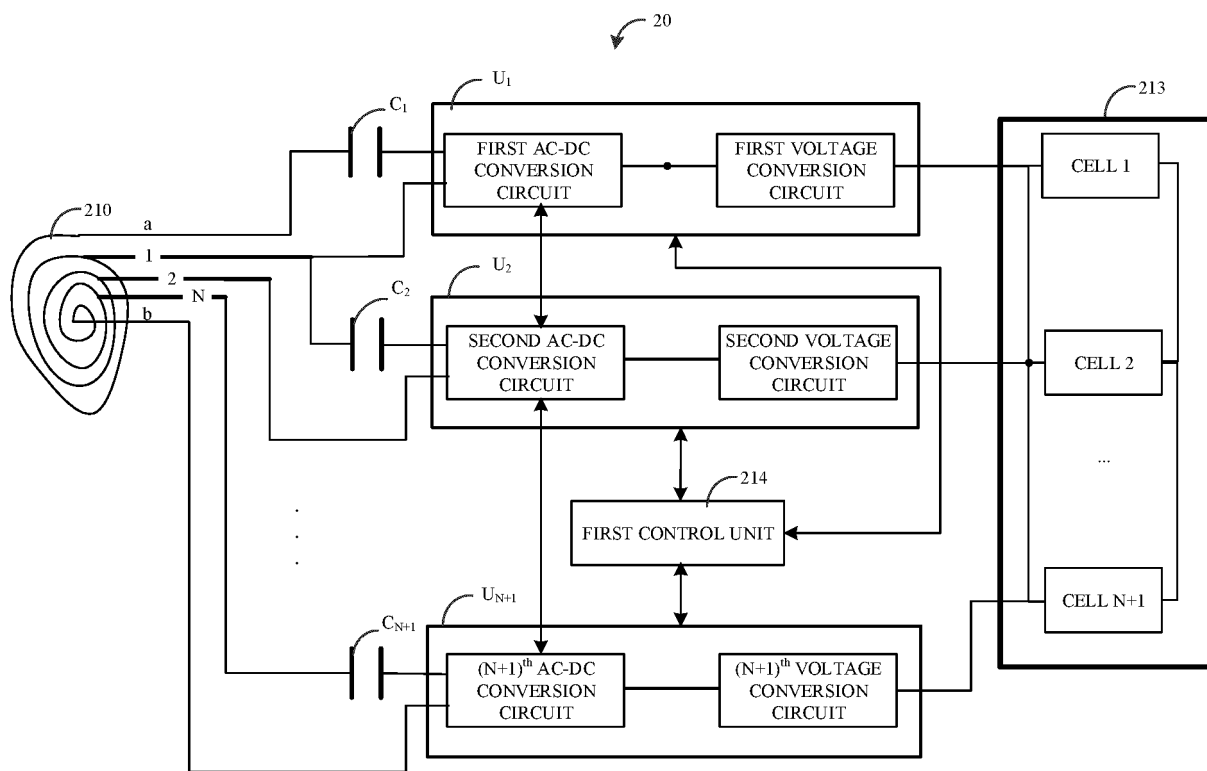 20
U1
213
C1
FIRST AC-DC
CONVERSION
CIRCUIT
FIRST VOLTAGE
CONVERSION
CIRCUIT
CELL 1
210
a
1
2
N
b
U2
C2
SECOND AC-DC
CONVERSION
CIRCUIT
SECOND VOLTAGE
CONVERSION
CIRCUIT
CELL 2
...
214
FIRST CONTROL UNIT
.
.
.
UN+1
CN+1
(N+1)th AC-DC
CONVERSION
CIRCUIT
(N+1)th VOLTAGE
CONVERSION
CIRCUIT
CELL N+1